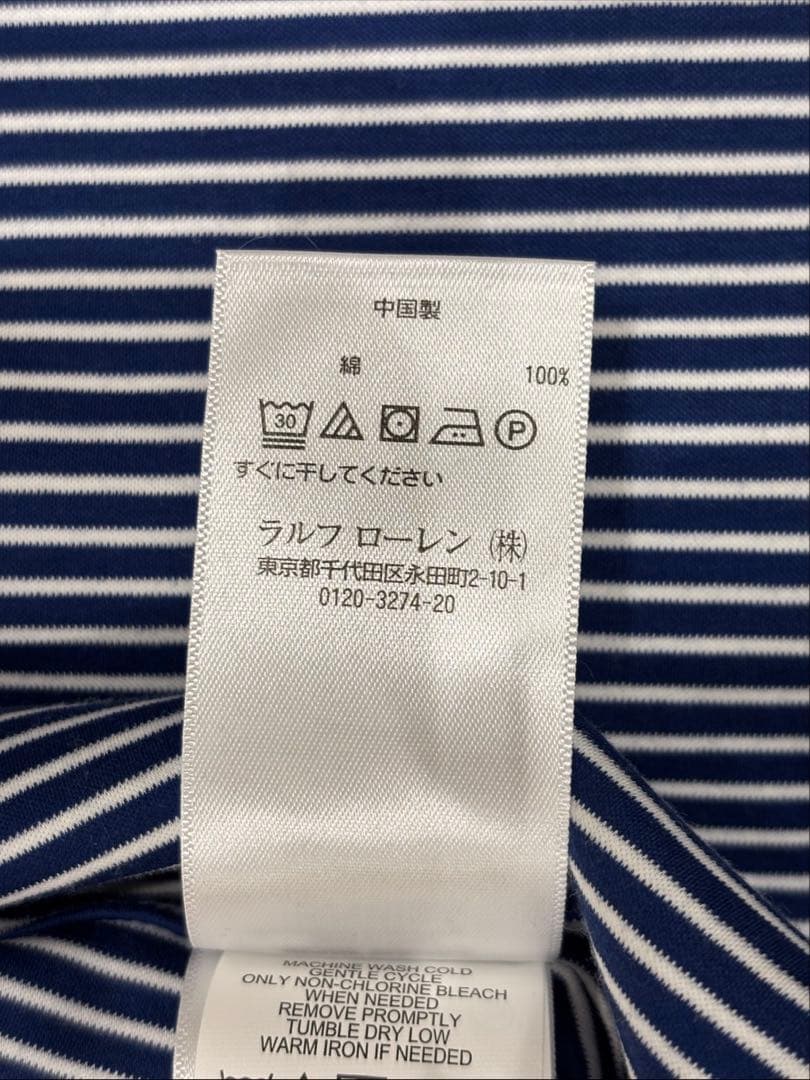 中国製
綿 100%
30 P
すぐに干してください
ラルフ ローレン (株)
東京都千代田区永田町2-10-1
0120-3274-20
MACHINE WASH COLD
GENTLE CYCLE
ONLY NON-CHLORINE BLEACH
WHEN NEEDED
REMOVE PROMPTLY
TUMBLE DRY LOW
WARM IRON IF NEEDED